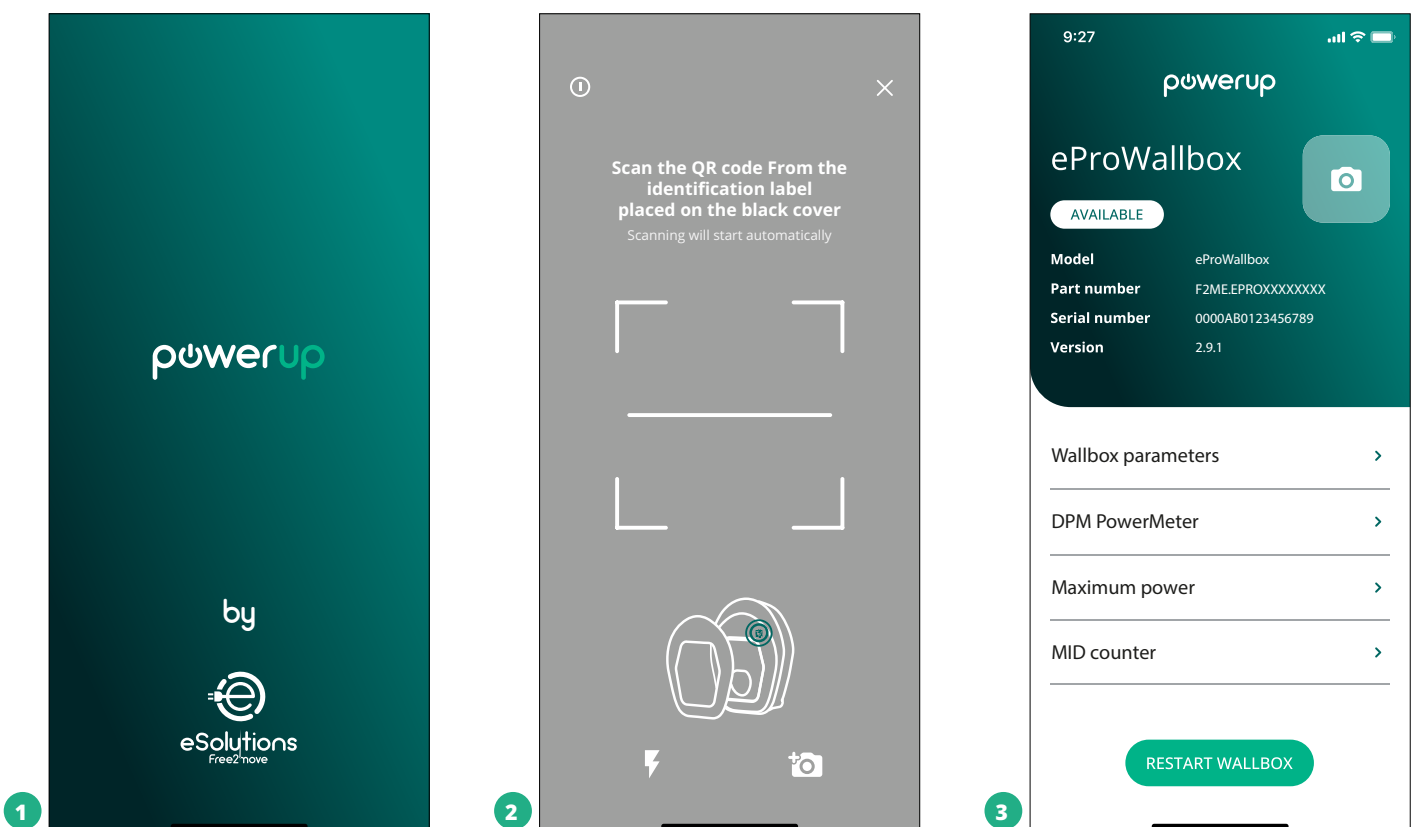 powerup
by
eSolutions
Free2move
1
Scan the QR code From the
identification label
placed on the black cover
Scanning will start automatically
2
9:27
powerup
eProWallbox
AVAILABLE
Model eProWallbox
Part number F2ME.EPROXXXXXXXX
Serial number 0000AB0123456789
Version 2.9.1
Wallbox parameters
DPM PowerMeter
Maximum power
MID counter
RESTART WALLBOX
3